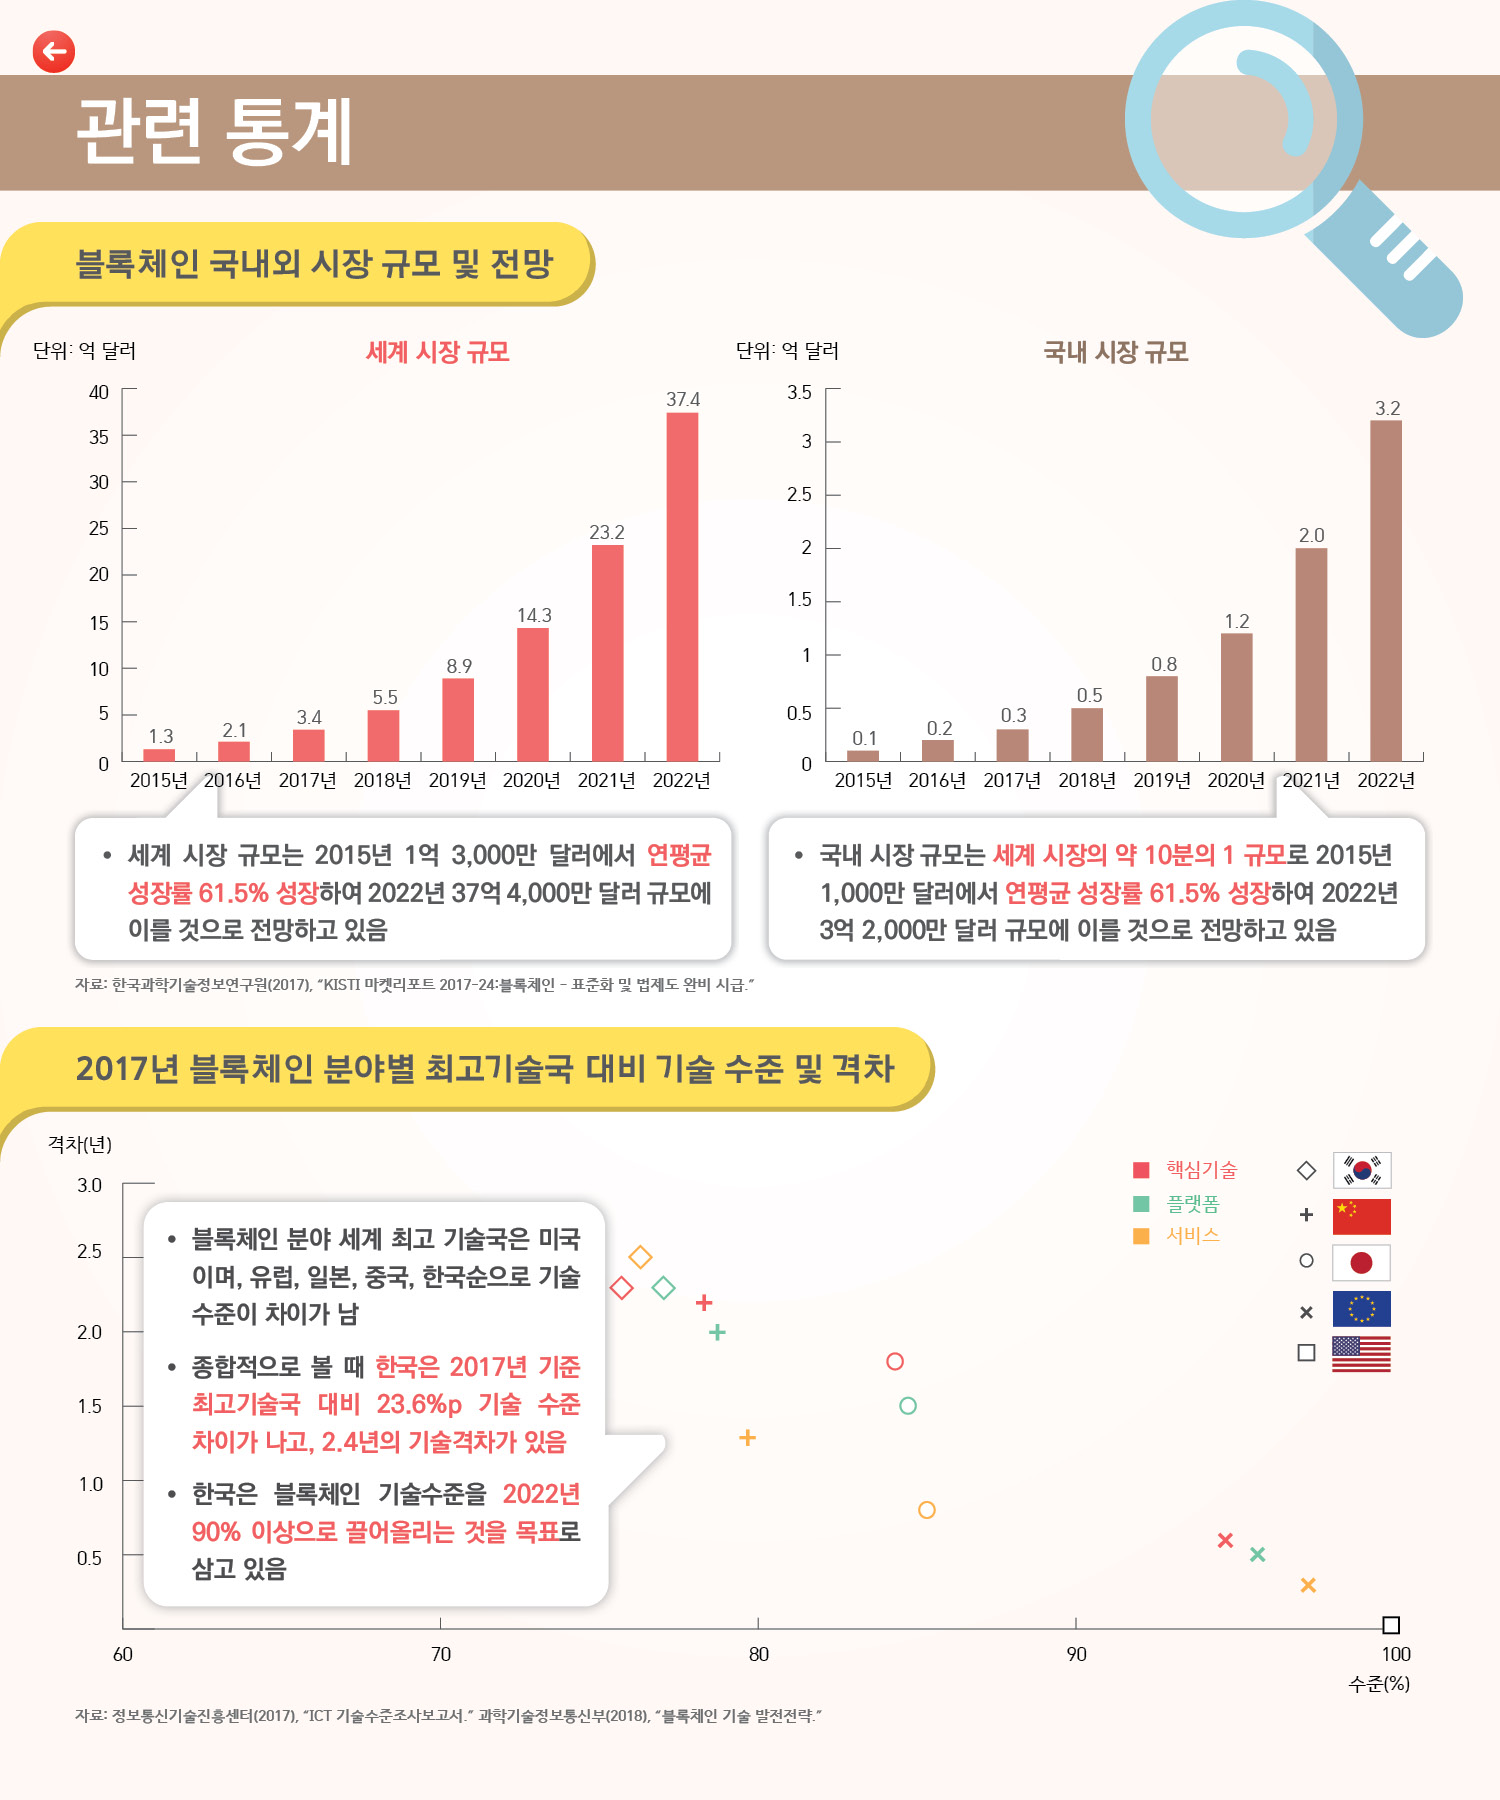 관련 통계
블록체인 국내외 시장 규모 및 전망
단위: 억 달러
세계 시장 규모
40
35
30
25
20
15
10
5
0
1.3
2.1
3.4
5.5
8.9
14.3
23.2
37.4
2015년 2016년 2017년 2018년 2019년 2020년 2021년 2022년
단위: 억 달러
국내 시장 규모
3.5
3
2.5
2
1.5
1
0.5
0
0.1
0.2
0.3
0.5
0.8
1.2
2.0
3.2
2015년 2016년 2017년 2018년 2019년 2020년 2021년 2022년
• 세계 시장 규모는 2015년 1억 3,000만 달러에서 연평균
성장률 61.5% 성장하여 2022년 37억 4,000만 달러 규모에
이를 것으로 전망하고 있음
• 국내 시장 규모는 세계 시장의 약 10분의 1 규모로 2015년
1,000만 달러에서 연평균 성장률 61.5% 성장하여 2022년
3억 2,000만 달러 규모에 이를 것으로 전망하고 있음
자료: 한국과학기술정보연구원(2017), “KISTI 마켓리포트 2017-24:블록체인 - 표준화 및 법제도 완비 시급.”
2017년 블록체인 분야별 최고기술국 대비 기술 수준 및 격차
격차(년)
3.0
2.5
2.0
1.5
1.0
0.5
• 블록체인 분야 세계 최고 기술국은 미국
이며, 유럽, 일본, 중국, 한국순으로 기술
수준이 차이가 남
• 종합적으로 볼 때 한국은 2017년 기준
최고기술국 대비 23.6%p 기술 수준
차이가 나고, 2.4년의 기술격차가 있음
• 한국은 블록체인 기술수준을 2022년
90% 이상으로 끌어올리는 것을 목표로
삼고 있음
핵심기술
플랫폼
서비스
60 70 80 90 100
수준(%)
자료: 정보통신기술진흥센터(2017), “ICT 기술수준조사보고서.” 과학기술정보통신부(2018), “블록체인 기술 발전전략.”